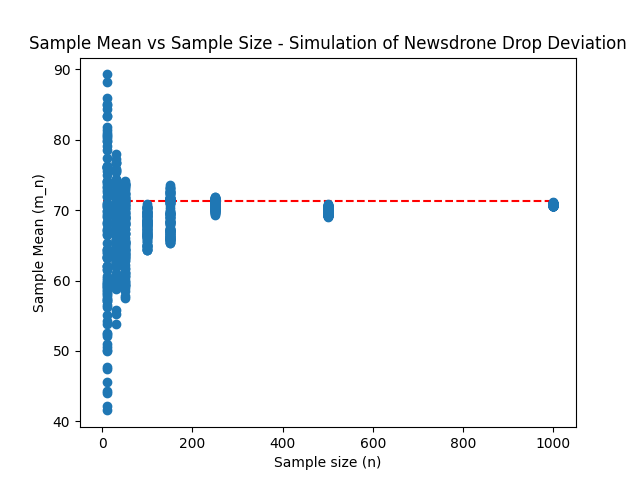 Sample Mean vs Sample Size - Simulation of Newsdrone Drop Deviation
90
80
70
60
50
40
Sample Mean (m_n)
0 200 400 600 800 1000
Sample size (n)